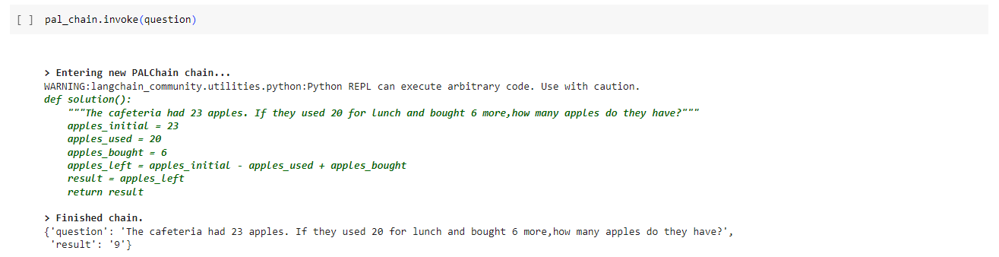 [ ] pal_chain.invoke(question)
> Entering new PALChain chain...
WARNING:langchain_community.utilities.python:Python REPL can execute arbitrary code. Use with caution.
def solution():
    """The cafeteria had 23 apples. If they used 20 for lunch and bought 6 more,how many apples do they have?"""
    apples_initial = 23
    apples_used = 20
    apples_bought = 6
    apples_left = apples_initial - apples_used + apples_bought
    result = apples_left
    return result
> Finished chain.
{'question': 'The cafeteria had 23 apples. If they used 20 for lunch and bought 6 more,how many apples do they have?',
 'result': '9'}